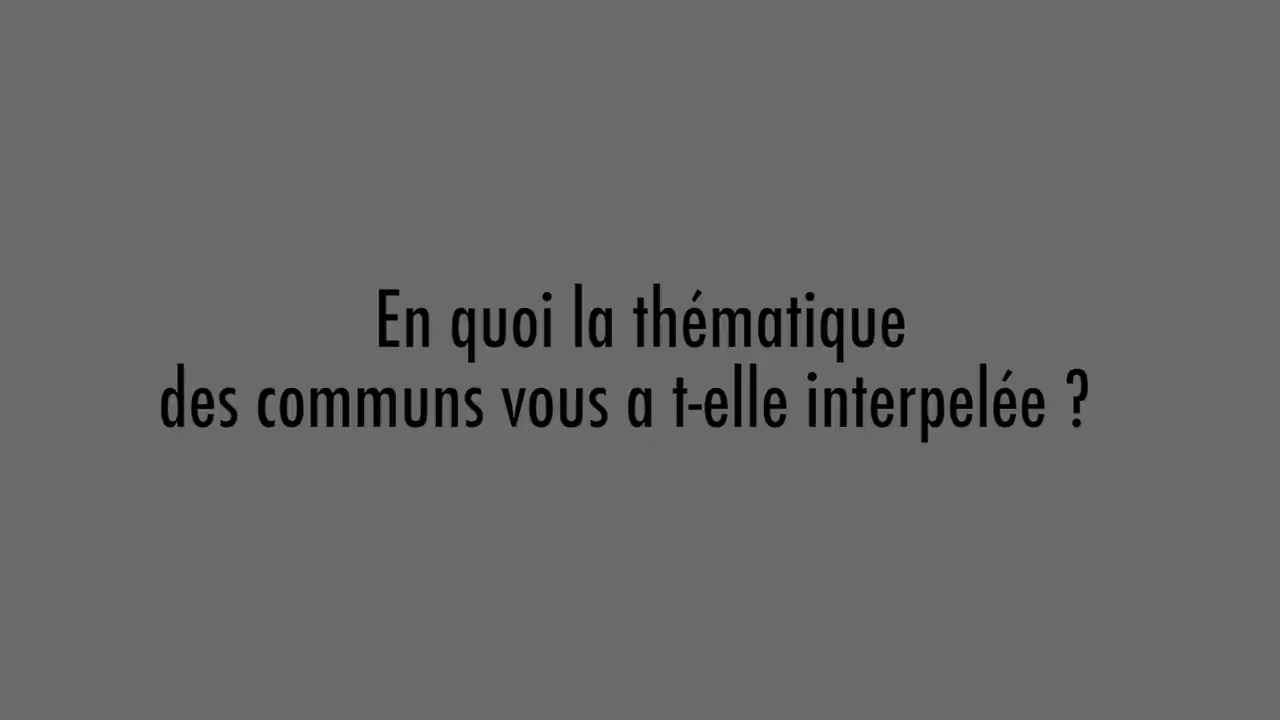 En quoi la thématique
des communs vous a t-elle interpelée ?